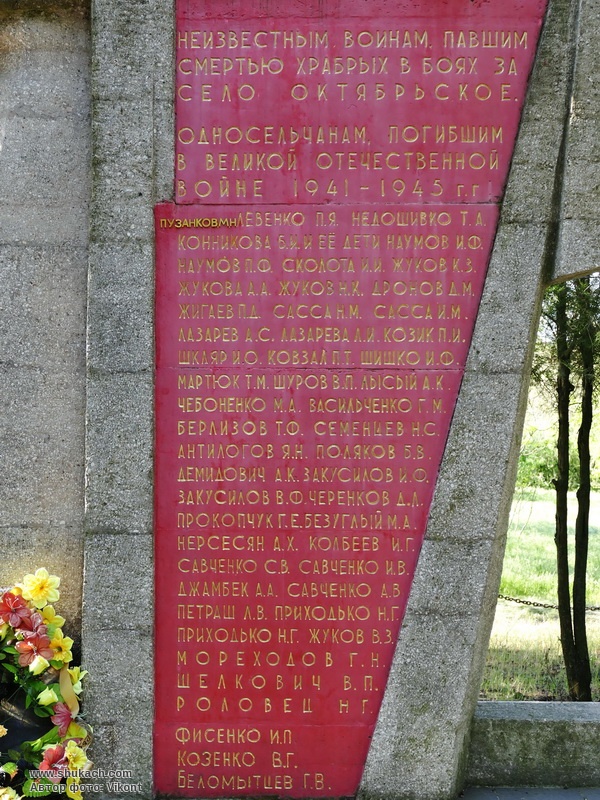 НЕИЗВЕСТНЫМ ВОИНАМ, ПАВШИМ
СМЕРТЬЮ ХРАБРЫХ В БОЯХ ЗА
СЕЛО ОКТЯБРЬСКОЕ.
ОДНОСЕЛЬЧАНАМ, ПОГИБШИМ
В ВЕЛИКОЙ ОТЕЧЕСТВЕННОЙ
ВОЙНЕ 1941-1945 г.г.
ПУЗАНКОВ М Н ЛЕВЕНКО П.Я. НЕДОШИВКО Т.А.
КОННИКОВА Б.Я. И ЕЁ ДЕТИ НАУМОВ И.Ф.
НАУМОВ П.Ф. СКОЛОТА И.И. ЖУКОВ К.З.
ЖУКОВА А.А. ЖУКОВ Н.К. ДРОНОВ Д.М.
ЖИГАЕВ П.Д. САССА Н.М. САССА И.М.
ЛАЗАРЕВ А.С. ЛАЗАРЕВА Л.И. КОЗИК П.И.
ШКЛЯР И.О. КОВЗАЛ П.Т. ШИШКО И.Ф.
МАРТЮК Т.М. ШУРОВ В.П. ЛЫСЫЙ А.К.
ЧЕБОНЕНКО М.А. ВАСИЛЬЧЕНКО Г.М.
БЕРЛИЗОВ Т.Ф. СЕМЕНЦЕВ Н.С.
АНТИЛОГОВ Я.Н. ПОЛЯКОВ Б.В.
ДЕМИДОВИЧ А.К. ЗАКУСИЛОВ И.О.
ЗАКУСИЛОВ В.Ф. ЧЕРЕНКОВ Д.Л.
ПРОКОПЧУК Г.Е. БЕЗУГЛЫЙ М.А.
НЕРСЕСЯН А.Х. КОЛБЕЕВ И.Г.
САВЧЕНКО С.В. САВЧЕНКО И.В.
ДЖАМБЕК А.А. САВЧЕНКО А.В.
ПЕТРАШ Л.В. ПРИХОДЬКО Н.Г.
ПРИХОДЬКО Н.Г. ЖУКОВ В.З.
МОРЕХОДОВ Г.Н.
ШЕЛКОВИЧ В.П.
РОЛОВЕЦ Н.Г.
ФИСЕНКО И.П
КОЗЕНКО В.Г.
БЕЛОМЫТЦЕВ Г.В.
www.shukach.com
Автор фото: Vikont